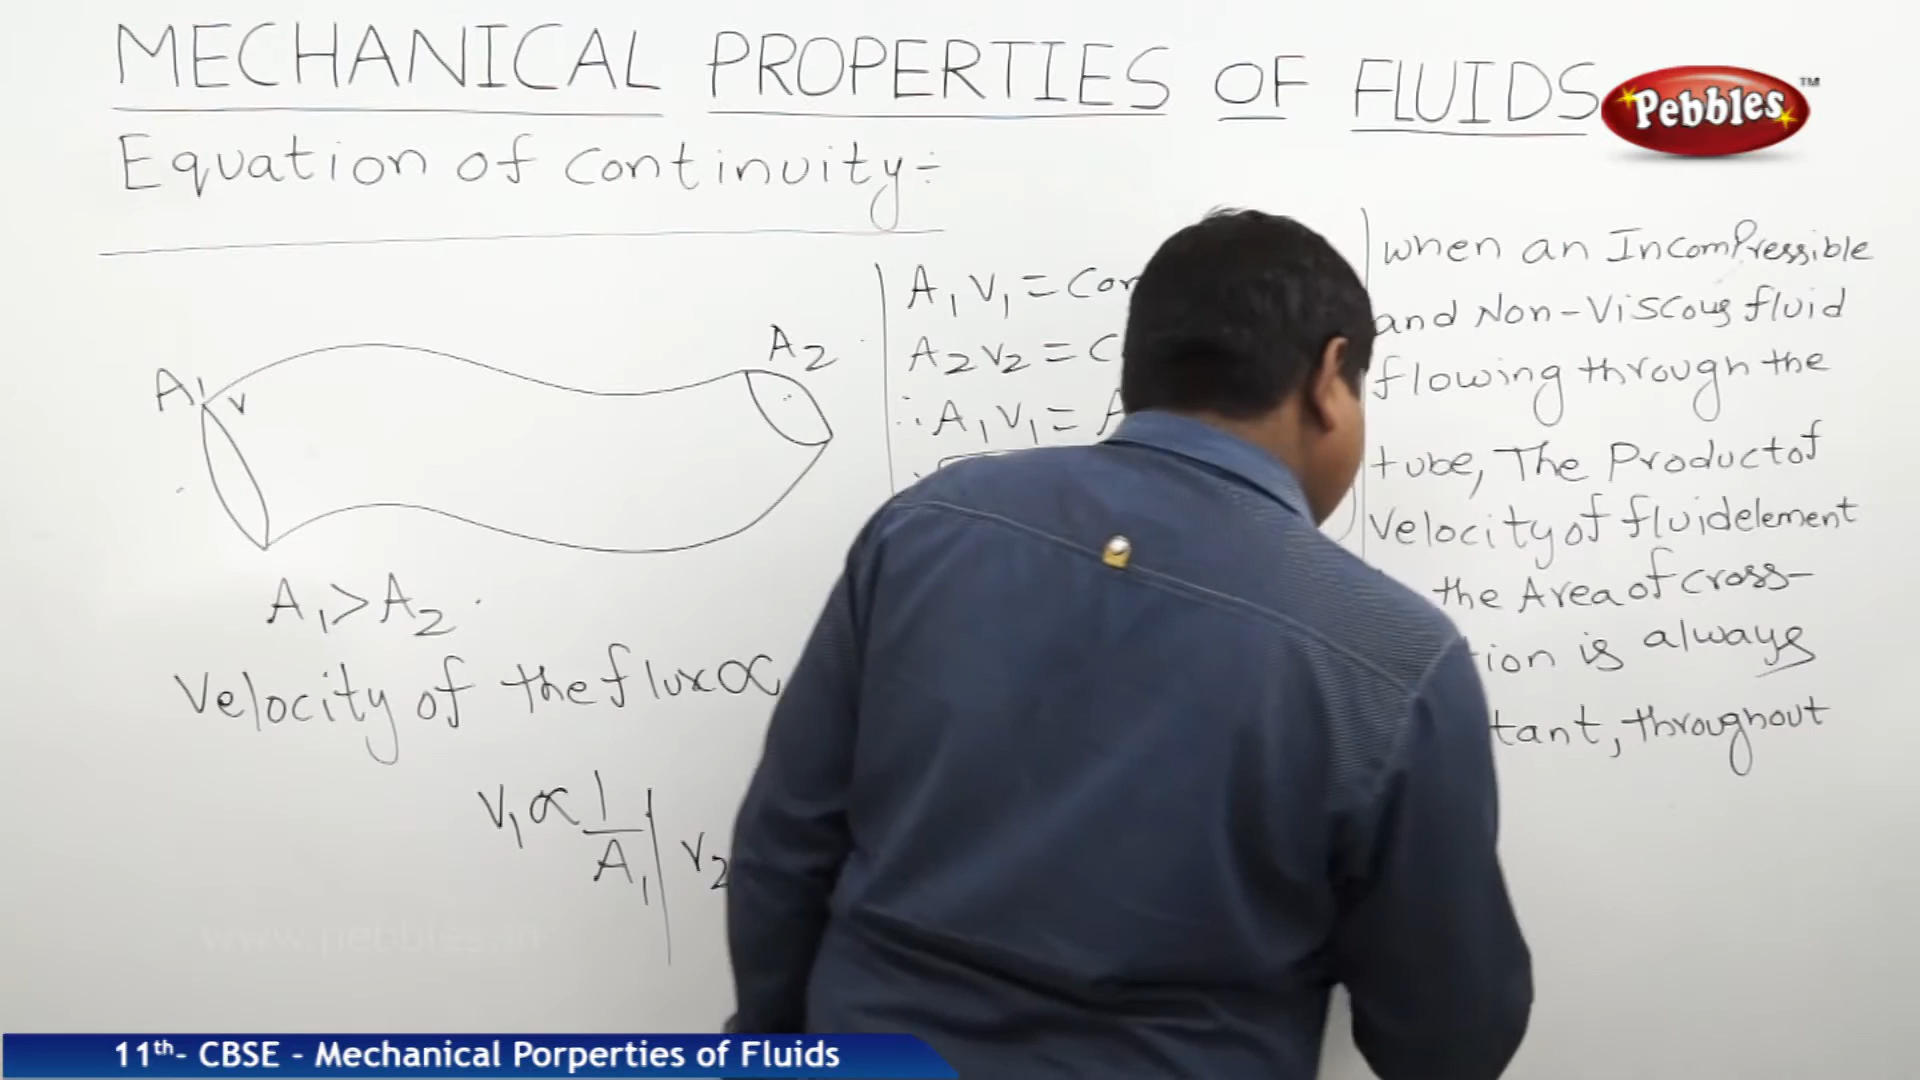 MECHANICAL PROPERTIES OF FLUIDS
Pebbles™
Equation of continuity÷
A1 V
A2
A1>A2
Velocity of the flux∝
V1∝1/A1
V2
A1 V1 =
A2 V2 =
∴ A1 V1 =
when an Incompressible
and Non-Viscous fluid
flowing through the
tube, The Product of
Velocity of fluid element
the Area of cross-
is always
throughout
www.pebbles.in
11th- CBSE - Mechanical Porperties of Fluids